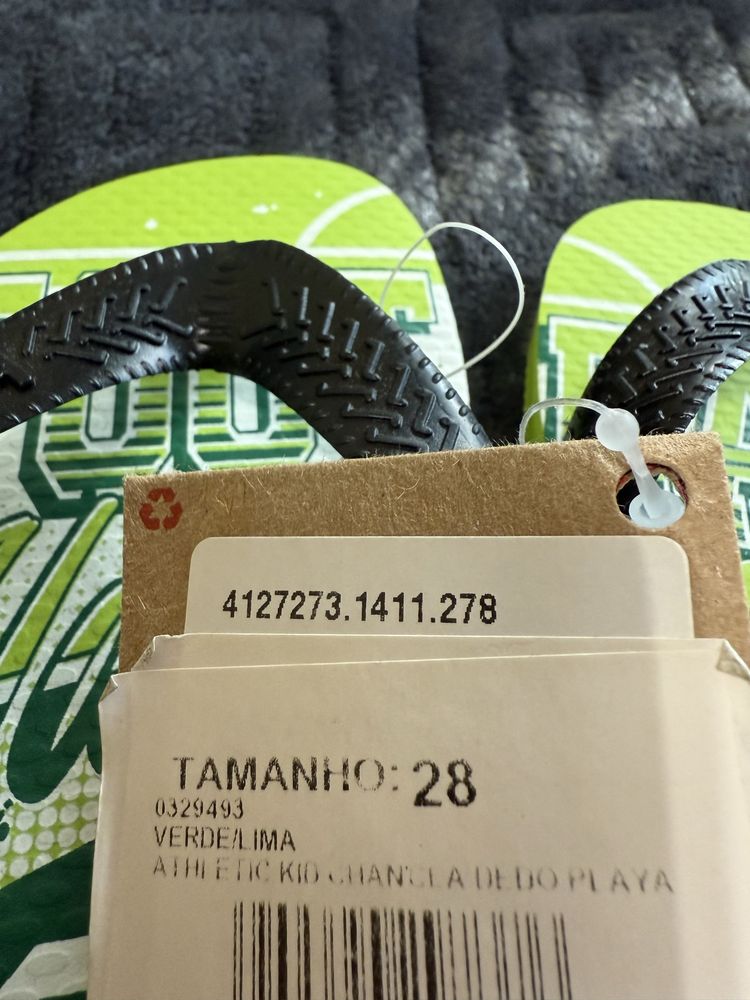 4127273.1411.278
TAMANHO: 28
0329493
VERDE/LIMA
ATHLETIC KID CHANCLA DEDO PLAYA